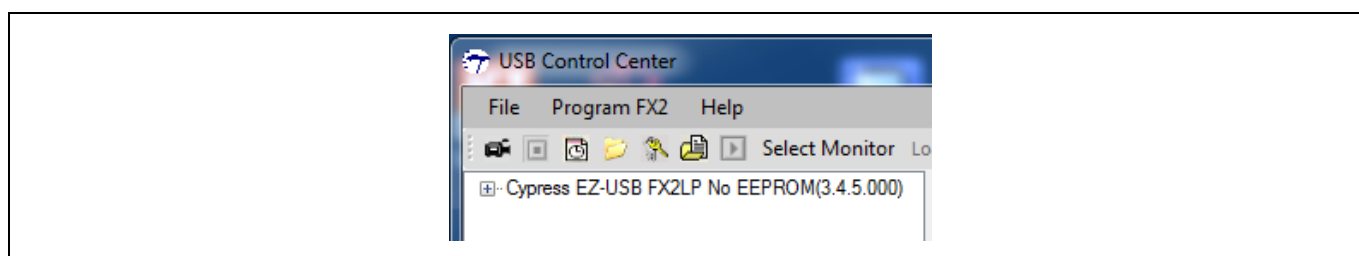 USB Control Center
File Program FX2 Help
Select Monitor Lo
Cypress EZ-USB FX2LP No EEPROM(3.4.5.000)